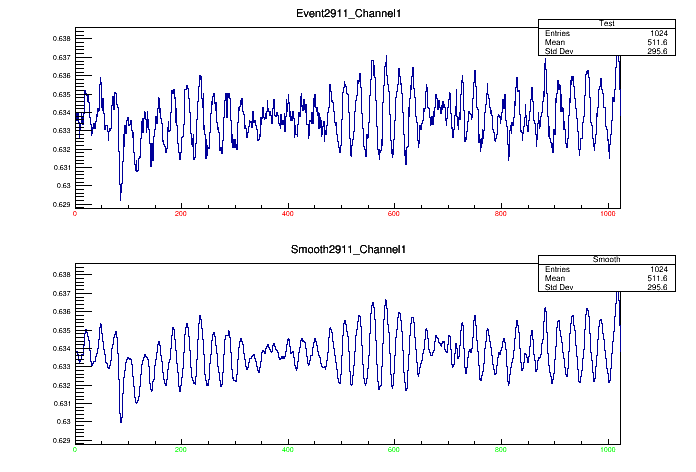 Event2911_Channel1
Test
Entries 1024
Mean 511.6
Std Dev 295.6
0.638
0.637
0.636
0.635
0.634
0.633
0.632
0.631
0.63
0.629
0 200 400 600 800 1000
Smooth2911_Channel1
Smooth
Entries 1024
Mean 511.6
Std Dev 295.6
0.638
0.637
0.636
0.635
0.634
0.633
0.632
0.631
0.63
0.629
0 200 400 600 800 1000